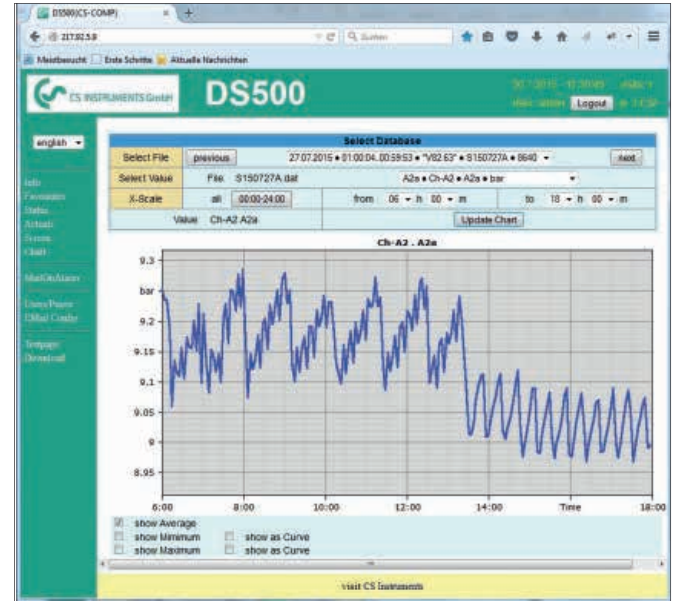 DS500(CS-COMP)
217.92.5.9
Suchen
Meistbesucht Erste Schritte Aktuelle Nachrichten
CS INSTRUMENTS GmbH
DS500
Logout
english
Select Database
Select File previous 27.07.2015 • 01:00:04..00:59:53 • "V82.63" • S150727A • 8640 next
Select Value File: S150727A.dat A2a • Ch-A2 • A2a • bar
X-Scale all 00:00-24:00 from 06 h 00 m to 18 h 00 m
Value: Ch-A2 A2a Update Chart
Info
Favourites
Status
Actuals
Screen
Chart
Users/Passw
EMail Config
Testpage
Download
Ch-A2 . A2a
9.3
bar
9.2
9.15
9.1
9.05
9
8.95
6:00 8:00 10:00 12:00 14:00 Time 18:00
show Average
show Minimum show as Curve
show Maximum show as Curve
visit CS Instruments